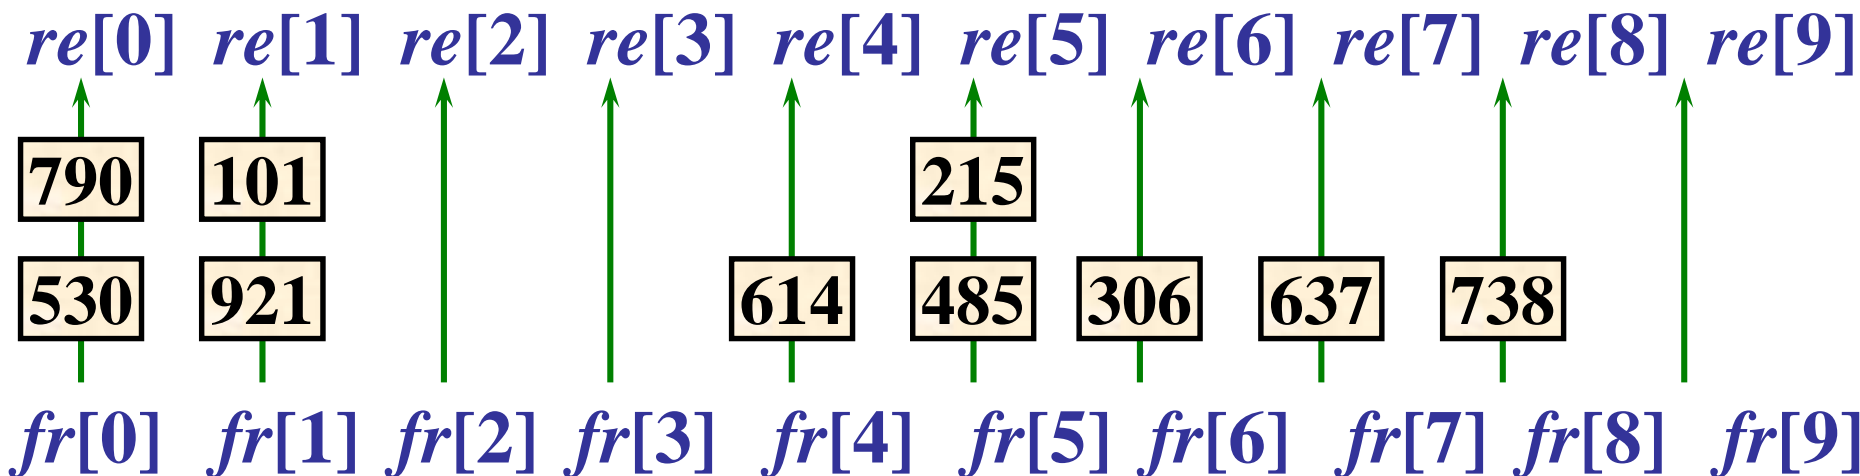 re[0] re[1] re[2] re[3] re[4] re[5] re[6] re[7] re[8] re[9]
790 101 215
530 921 614 485 306 637 738
fr[0] fr[1] fr[2] fr[3] fr[4] fr[5] fr[6] fr[7] fr[8] fr[9]